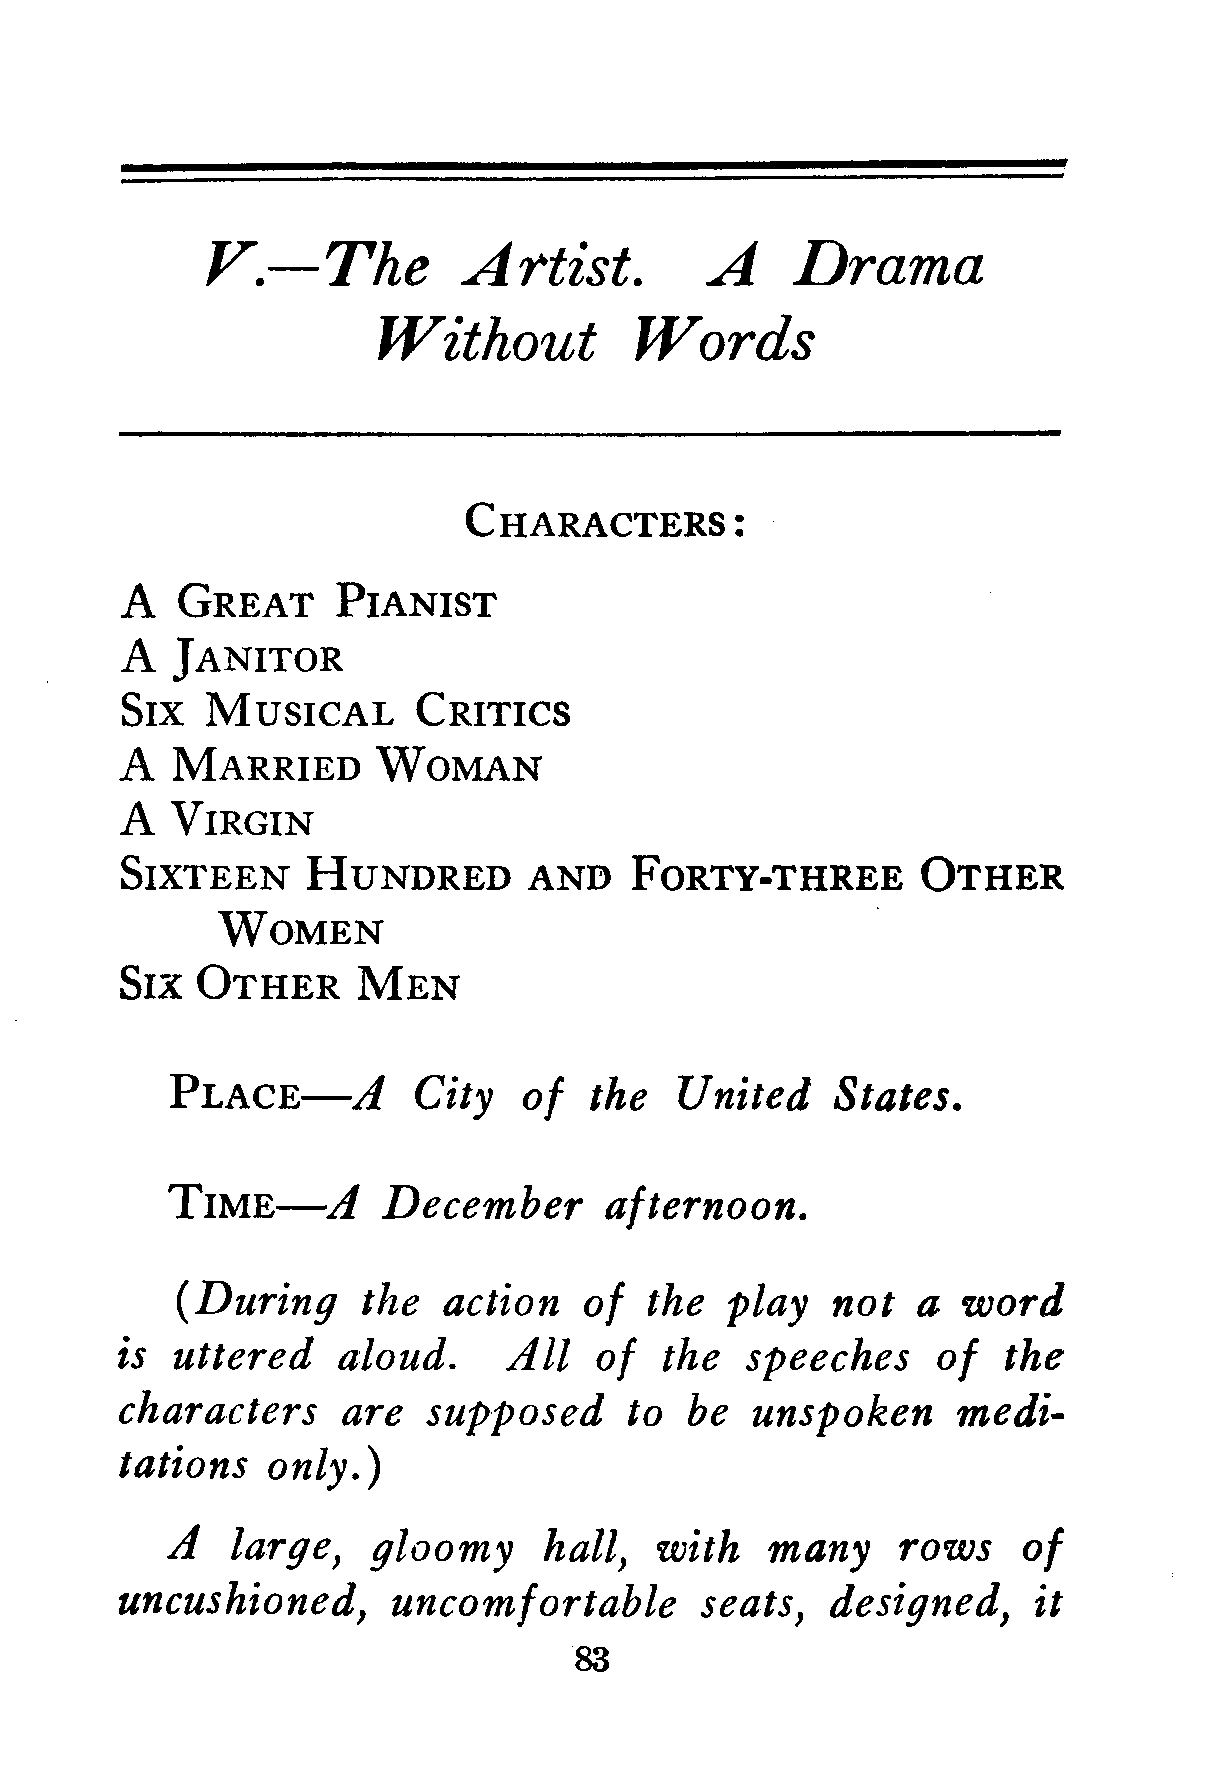 V.—The Artist. A Drama
Without Words
CHARACTERS:
A GREAT PIANIST
A JANITOR
SIX MUSICAL CRITICS
A MARRIED WOMAN
A VIRGIN
SIXTEEN HUNDRED AND FORTY-THREE OTHER
WOMEN
SIX OTHER MEN
PLACE—A City of the United States.
TIME—A December afternoon.
(During the action of the play not a word
is uttered aloud. All of the speeches of the
characters are supposed to be unspoken medi-
tations only.)
A large, gloomy hall, with many rows of
uncushioned, uncomfortable seats, designed, it
83